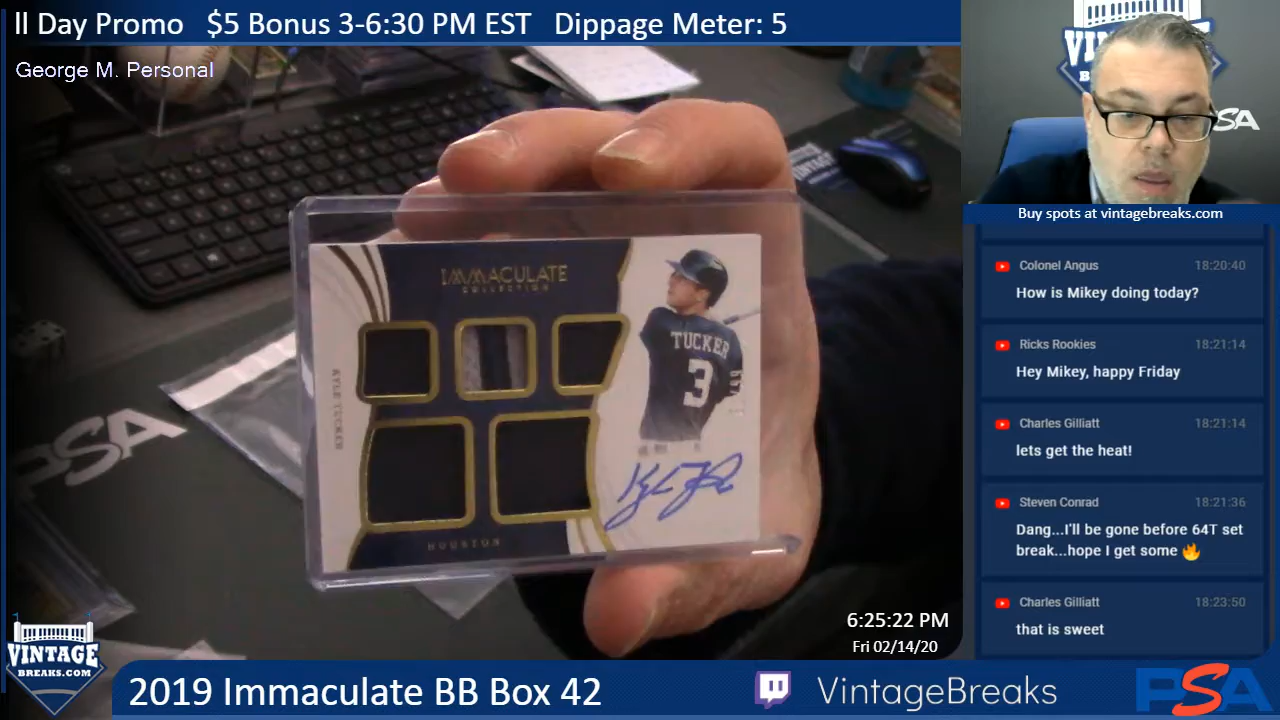 ll Day Promo $5 Bonus 3-6:30 PM EST Dippage Meter: 5
George M. Personal
IMMACULATE
COLLECTION
TUCKER
3
KYLE TUCKER
HOUSTON
PSA
VINTAGE
BREAKS
PSA
Buy spots at vintagebreaks.com
Colonel Angus 18:20:40
How is Mikey doing today?
Ricks Rookies 18:21:14
Hey Mikey, happy Friday
Charles Gilliatt 18:21:14
lets get the heat!
Steven Conrad 18:21:36
Dang...I'll be gone before 64T set
break...hope I get some 🔥
Charles Gilliatt 18:23:50
that is sweet
6:25:22 PM
Fri 02/14/20
VINTAGE
BREAKS.COM
2019 Immaculate BB Box 42
VintageBreaks
PSA